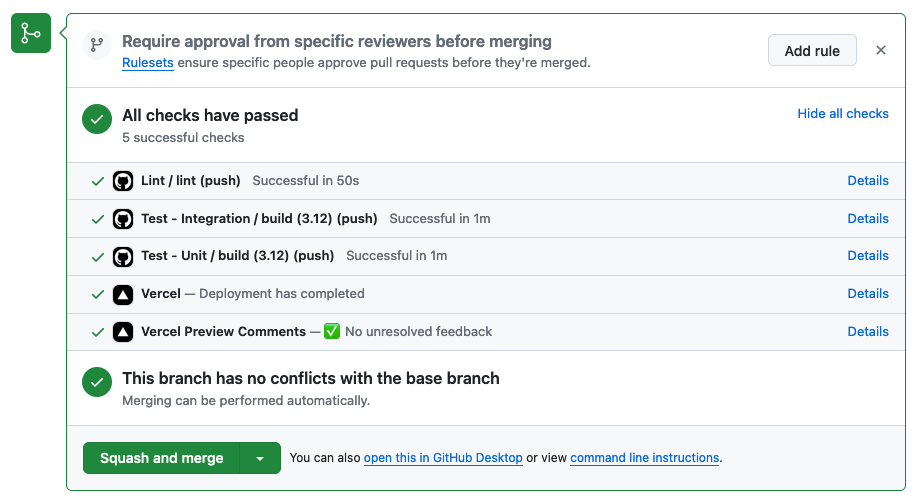 Require approval from specific reviewers before merging
Rulesets ensure specific people approve pull requests before they're merged.
Add rule
All checks have passed
5 successful checks
Hide all checks
Lint / lint (push) Successful in 50s Details
Test - Integration / build (3.12) (push) Successful in 1m Details
Test - Unit / build (3.12) (push) Successful in 1m Details
Vercel — Deployment has completed Details
Vercel Preview Comments — ✅ No unresolved feedback Details
This branch has no conflicts with the base branch
Merging can be performed automatically.
Squash and merge You can also open this in GitHub Desktop or view command line instructions.